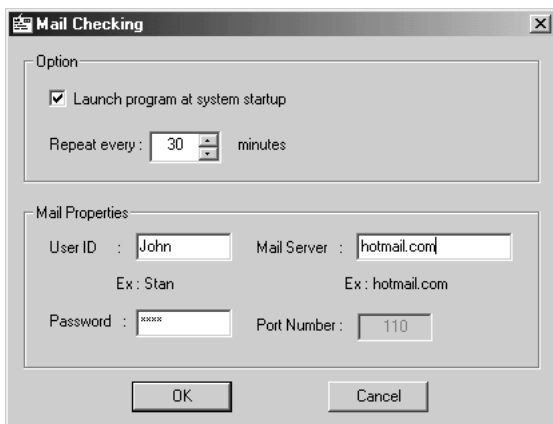 Mail Checking
Option
Launch program at system startup
Repeat every : 30 minutes
Mail Properties
User ID : John Mail Server : hotmail.com
Ex : Stan Ex : hotmail.com
Password : xxxx Port Number : 110
OK Cancel